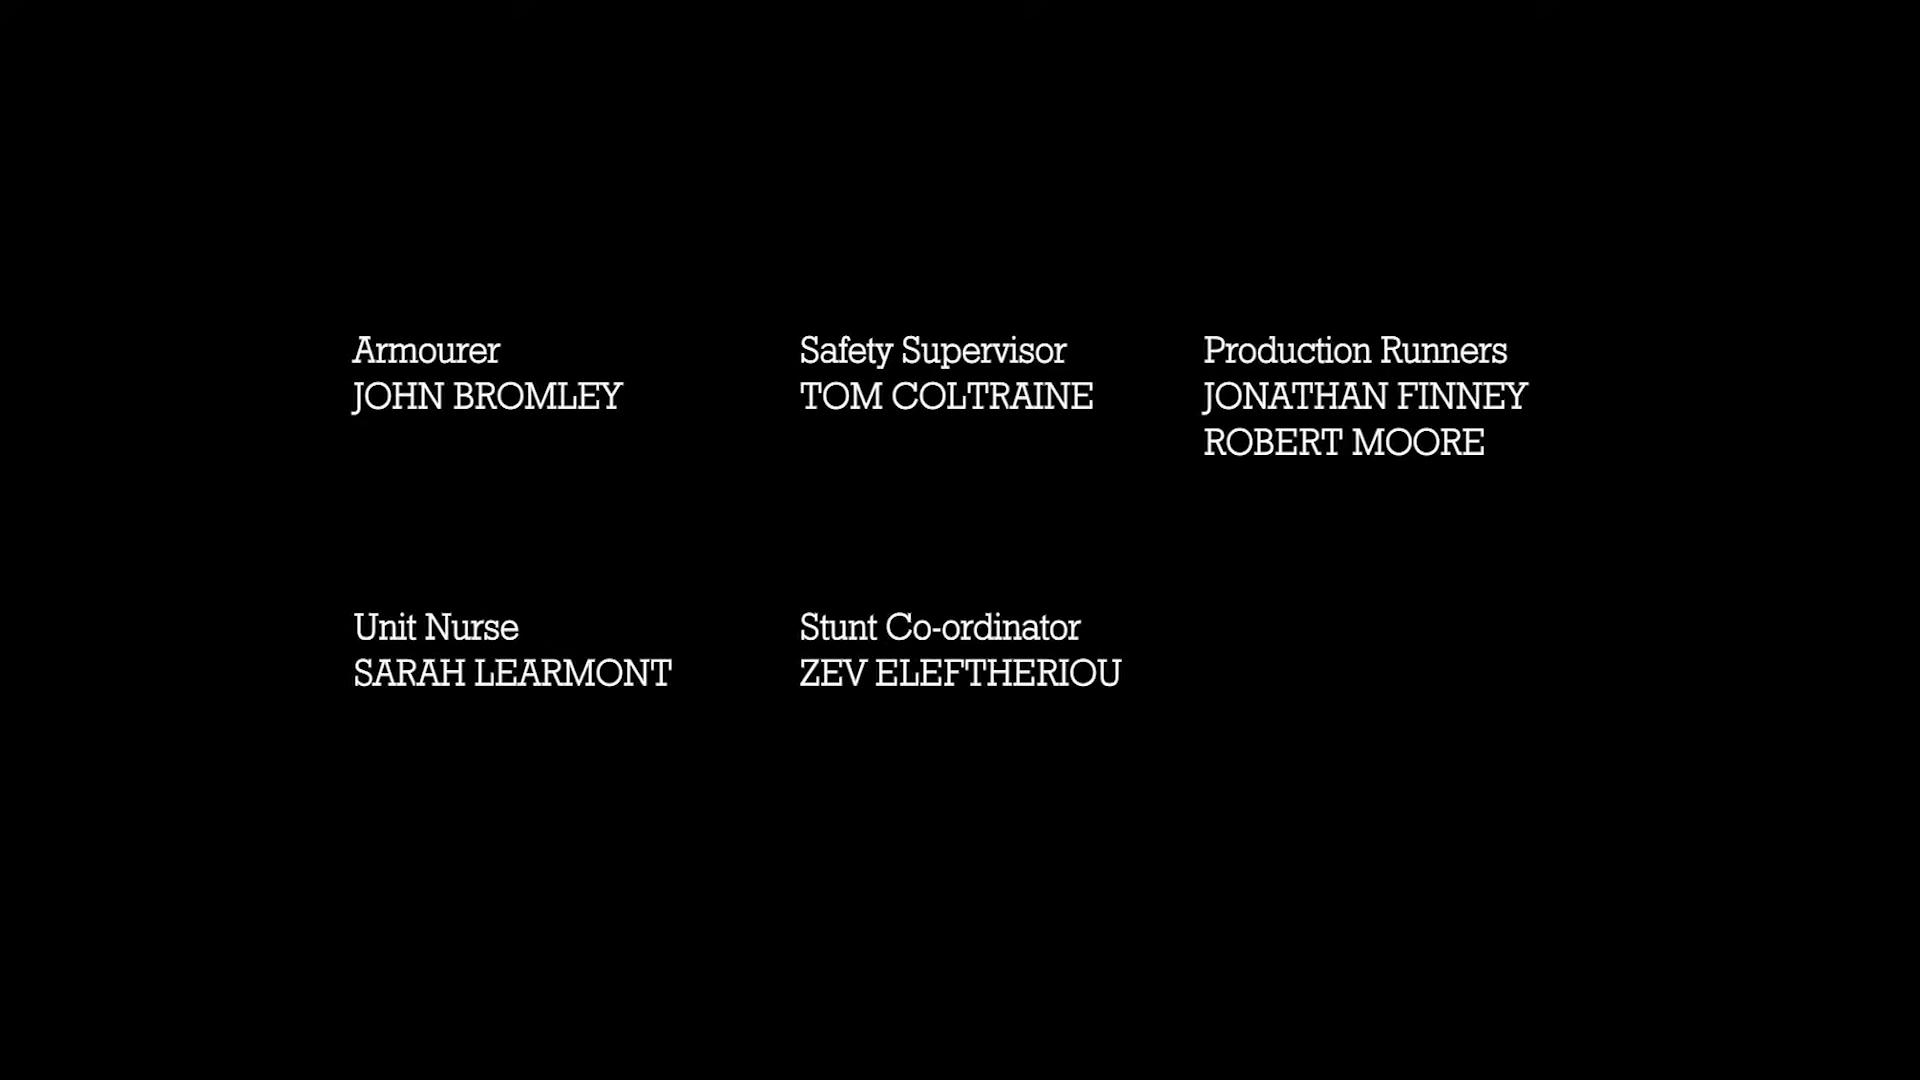 Armourer
JOHN BROMLEY
Safety Supervisor
TOM COLTRAINE
Production Runners
JONATHAN FINNEY
ROBERT MOORE
Unit Nurse
SARAH LEARMONT
Stunt Co-ordinator
ZEV ELEFTHERIOU